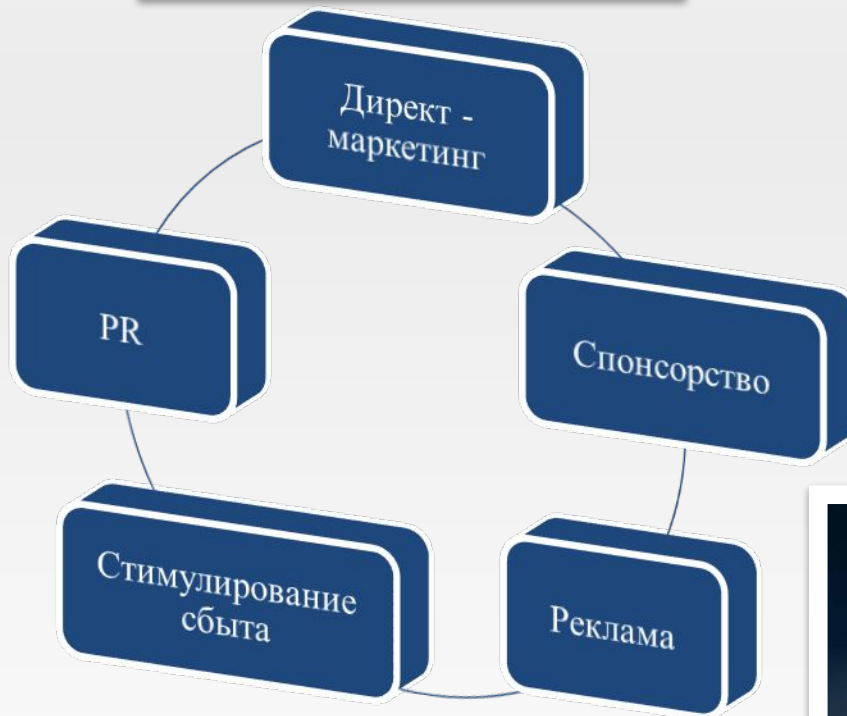 Директ -
маркетинг
PR
Спонсорство
Стимулирование
сбыта
Реклама